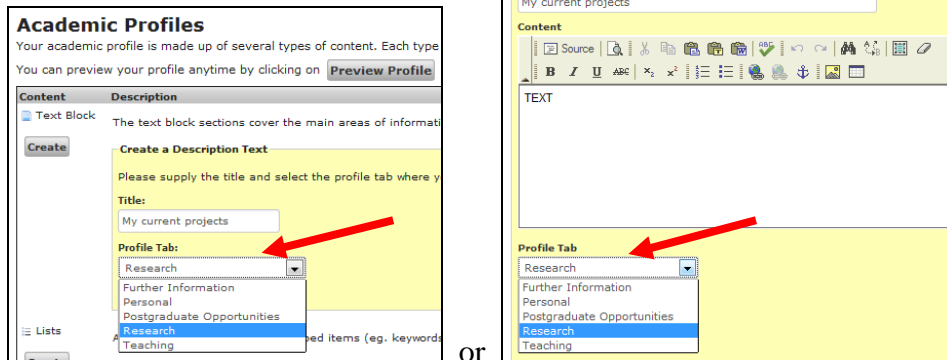 Academic Profiles
Your academic profile is made up of several types of content. Each type
You can preview your profile anytime by clicking on Preview Profile
Content Description
Text Block The text block sections cover the main areas of informati
Create
Create a Description Text
Please supply the title and select the profile tab where y
Title:
My current projects
Profile Tab:
Research
Further Information
Personal
Postgraduate Opportunities
Research
Teaching
Lists
A ped items (eg. keywords
or
My current projects
Content
Source
ABC
B I U ABC x₂ x²
TEXT
Profile Tab
Research
Further Information
Personal
Postgraduate Opportunities
Research
Teaching